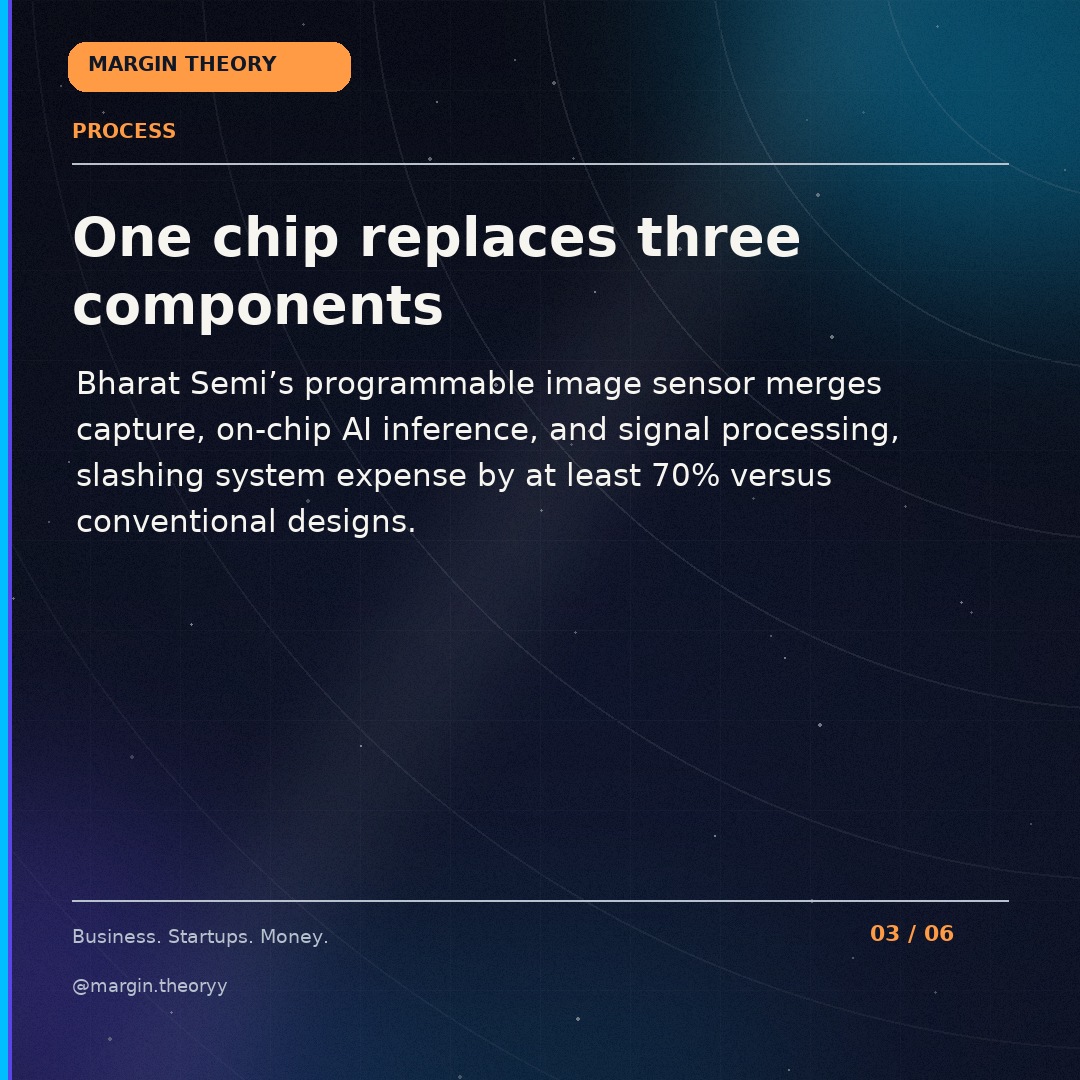 MARGIN THEORY
PROCESS
One chip replaces three
components
Bharat Semi’s programmable image sensor merges
capture, on-chip AI inference, and signal processing,
slashing system expense by at least 70% versus
conventional designs.
Business. Startups. Money.
03 / 06
@margin.theoryy